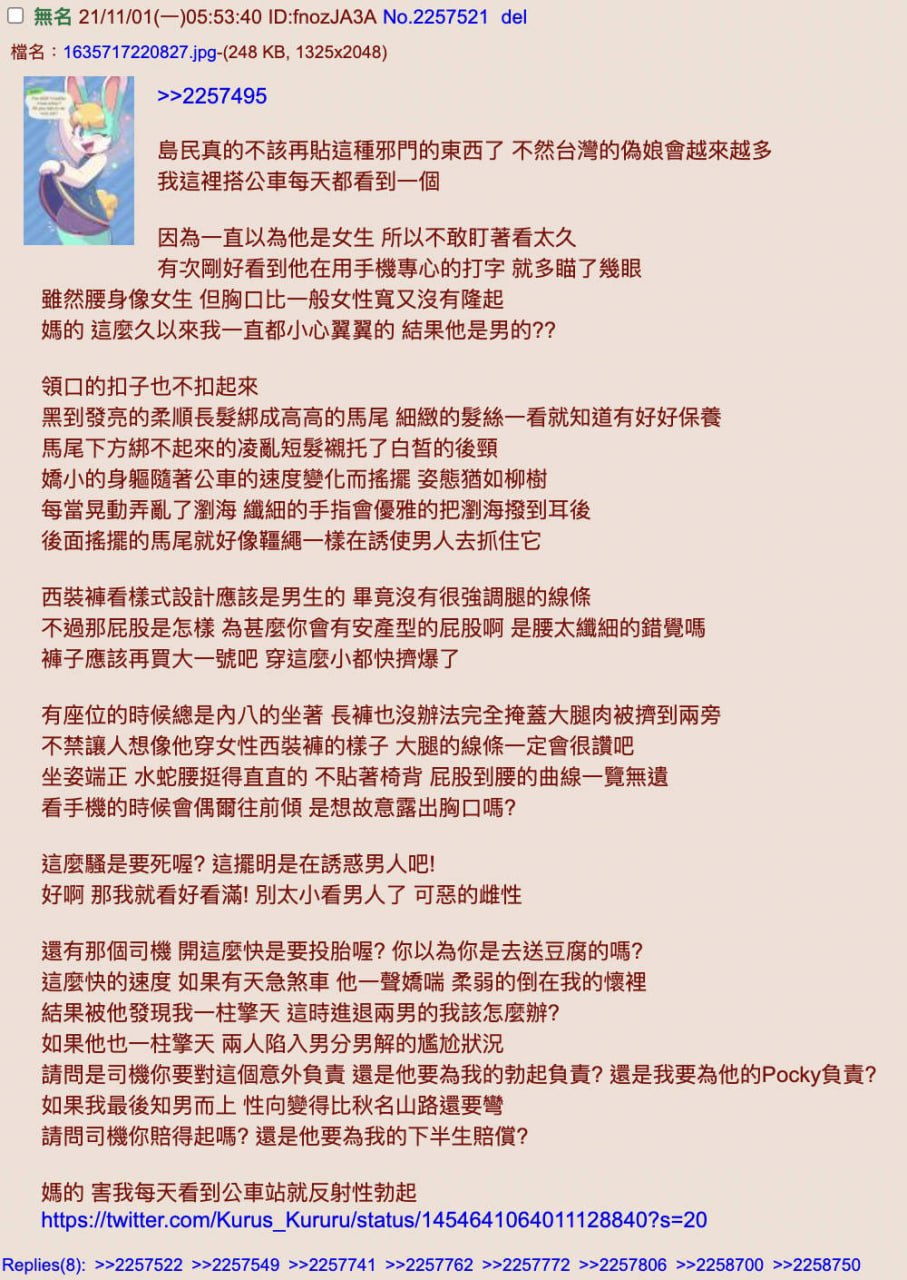 無名 21/11/01(一)05:53:40 ID:fnozJA3A No.2257521 del
檔名：1635717220827.jpg-(248 KB, 1325x2048)
>>2257495
島民真的不該再貼這種邪門的東西了 不然台灣的偽娘會越來越多
我這裡搭公車每天都看到一個
因為一直以為他是女生 所以不敢盯著看太久
有次剛好看到他在用手機專心的打字 就多瞄了幾眼
雖然腰身像女生 但胸口比一般女性寬又沒有隆起
媽的 這麼久以來我一直都小心翼翼的 結果他是男的??
領口的扣子也不扣起來
黑到發亮的柔順長髮綁成高高的馬尾 細緻的髮絲一看就知道有好好保養
馬尾下方綁不起來的凌亂短髮襯托了白皙的後頸
嬌小的身軀隨著公車的速度變化而搖擺 姿態猶如柳樹
每當晃動弄亂了瀏海 纖細的手指會優雅的把瀏海撥到耳後
後面搖擺的馬尾就好像韁繩一樣在誘使男人去抓住它
西裝褲看樣式設計應該是男生的 畢竟沒有很強調腿的線條
不過那屁股是怎樣 為甚麼你會有安產型的屁股啊 是腰太纖細的錯覺嗎
褲子應該再買大一號吧 穿這麼小都快擠爆了
有座位的時候總是內八的坐著 長褲也沒辦法完全掩蓋大腿肉被擠到兩旁
不禁讓人想像他穿女性西裝褲的樣子 大腿的線條一定會很讚吧
坐姿端正 水蛇腰挺得直直的 不貼著椅背 屁股到腰的曲線一覽無遺
看手機的時候會偶爾往前傾 是想故意露出胸口嗎?
這麼騷是要死喔? 這擺明是在誘惑男人吧!
好啊 那我就看好看滿! 別太小看男人了 可惡的雌性
還有那個司機 開這麼快是要投胎喔? 你以為你是去送豆腐的嗎?
這麼快的速度 如果有天急煞車 他一聲嬌喘 柔弱的倒在我的懷裡
結果被他發現我一柱擎天 這時進退兩男的我該怎麼辦?
如果他也一柱擎天 兩人陷入男分男解的尷尬狀況
請問是司機你要對這個意外負責 還是他要為我的勃起負責? 還是我要為他的Pocky負責?
如果我最後知男而上 性向變得比秋名山路還要彎
請問司機你賠得起嗎? 還是他要為我的下半生賠償?
媽的 害我每天看到公車站就反射性勃起
https://twitter.com/Kurus_Kururu/status/1454641064011128840?s=20
Replies(8): >>2257522 >>2257549 >>2257741 >>2257762 >>2257772 >>2257806 >>2258700 >>2258750